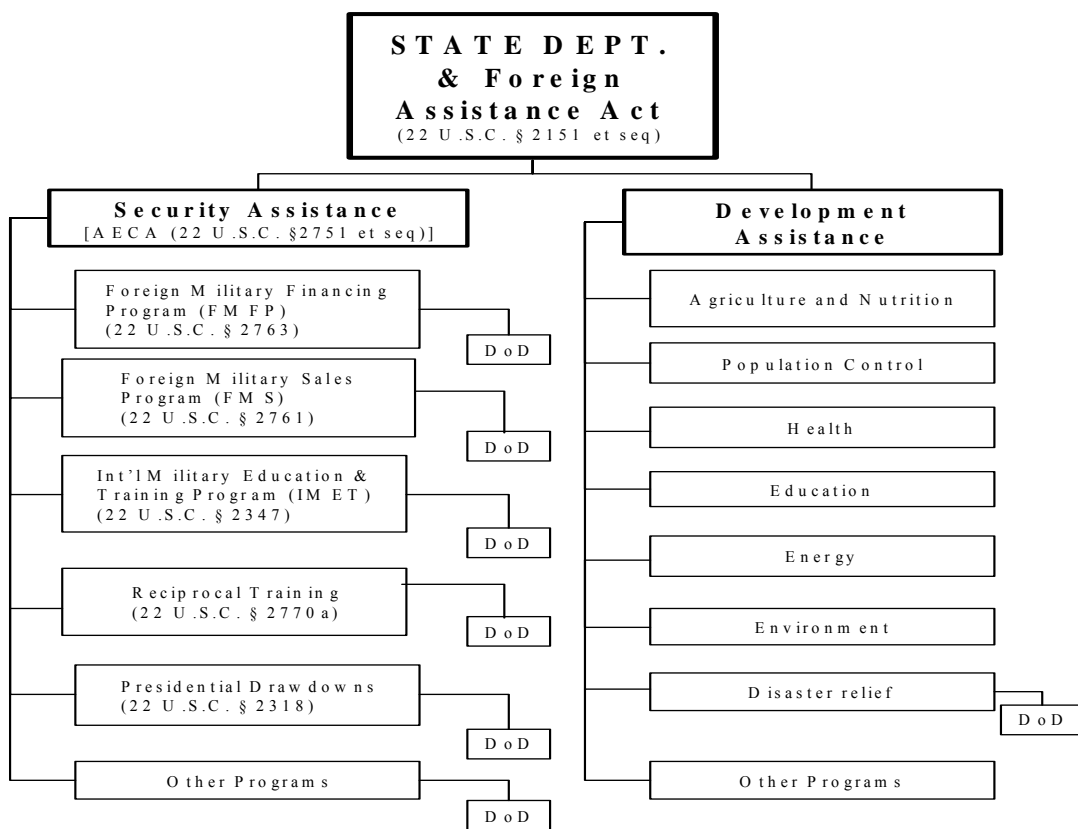 STATE DEPT.
& Foreign
Assistance Act
(22 U.S.C. § 2151 et seq)
Security Assistance
[AECA (22 U.S.C. §2751 et seq)]
Foreign Military Financing
Program (FMFP)
(22 U.S.C. § 2763)
DoD
Foreign Military Sales
Program (FMS)
(22 U.S.C. § 2761)
DoD
Int'l Military Education &
Training Program (IMET)
(22 U.S.C. § 2347)
DoD
Reciprocal Training
(22 U.S.C. § 2770a)
DoD
Presidential Drawdowns
(22 U.S.C. § 2318)
DoD
Other Programs
DoD
Development
Assistance
Agriculture and Nutrition
Population Control
Health
Education
Energy
Environment
Disaster relief
DoD
Other Programs